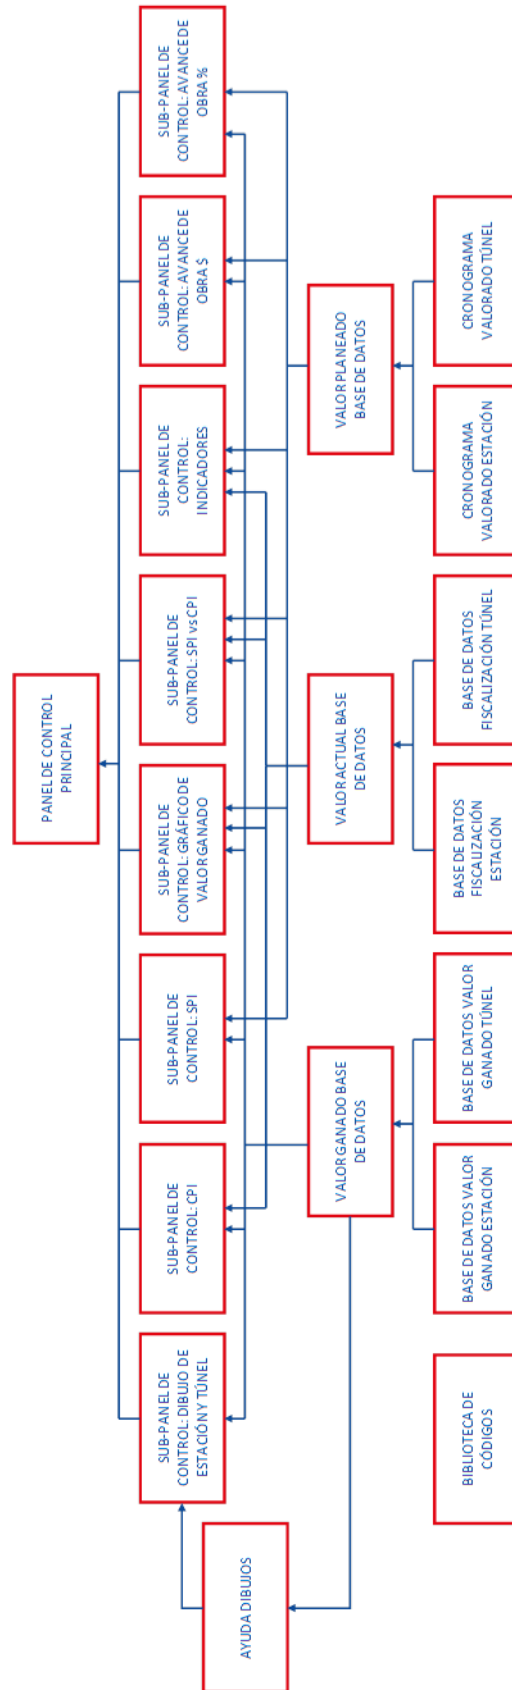 PANEL DE CONTROL
PRINCIPAL
SUB-PANEL DE
CONTROL: DIBUJO DE
ESTACIÓN Y TÚNEL
SUB-PANEL DE
CONTROL: CPI
SUB-PANEL DE
CONTROL: SPI
SUB-PANEL DE
CONTROL: GRÁFICO DE
VALOR GANADO
SUB-PANEL DE
CONTROL: SPI vs CPI
SUB-PANEL DE
CONTROL:
INDICADORES
SUB-PANEL DE
CONTROL: AVANCE DE
OBRA $
SUB-PANEL DE
CONTROL: AVANCE DE
OBRA %
AYUDA DIBUJOS
VALOR GANADO BASE
DE DATOS
VALOR ACTUAL BASE
DE DATOS
VALOR PLANEADO
BASE DE DATOS
BIBLIOTECA DE
CÓDIGOS
BASE DE DATOS VALOR
GANADO ESTACIÓN
BASE DE DATOS VALOR
GANADO TÚNEL
BASE DE DATOS
FISCALIZACIÓN
ESTACIÓN
BASE DE DATOS
FISCALIZACIÓN TÚNEL
CRONOGRAMA
VALORADO ESTACIÓN
CRONOGRAMA
VALORADO TÚNEL